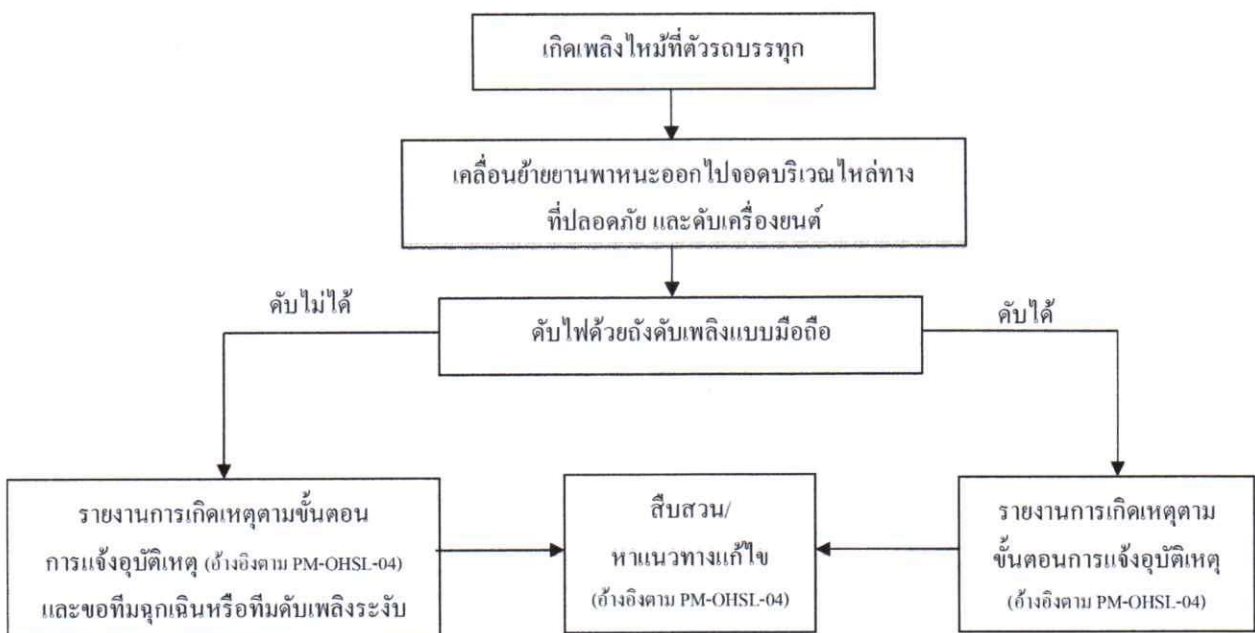 เกิดเพลิงไหม้ที่ตัวรถบรรทุก
เคลื่อนย้ายยานพาหนะออกไปจอดบริเวณไหล่ทาง
ที่ปลอดภัย และดับเครื่องยนต์
ดับไม่ได้
ดับไฟด้วยถังดับเพลิงแบบมือถือ
ดับได้
รายงานการเกิดเหตุตามขั้นตอน
การแจ้งอุบัติเหตุ (อ้างอิงตาม PM-OHSL-04)
และขอทีมฉุกเฉินหรือทีมดับเพลิงระงับ
สืบสวน/
หาแนวทางแก้ไข
(อ้างอิงตาม PM-OHSL-04)
รายงานการเกิดเหตุตาม
ขั้นตอนการแจ้งอุบัติเหตุ
(อ้างอิงตาม PM-OHSL-04)